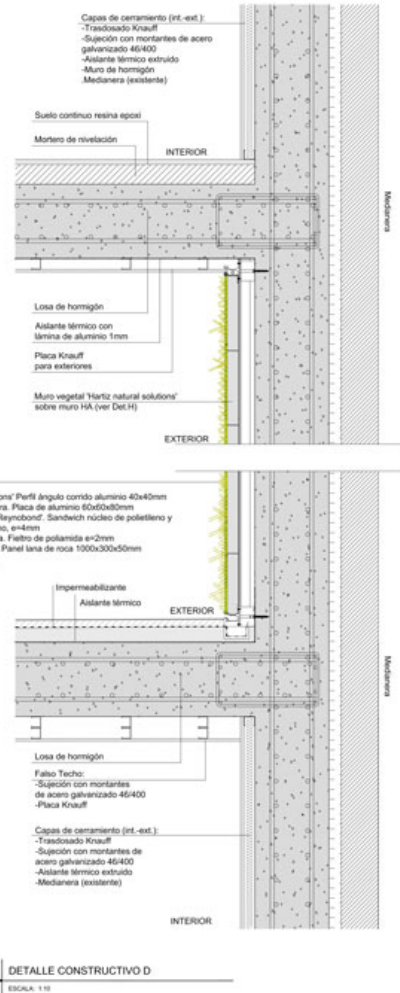 Capas de cerramiento (int.-ext.):
-Trasdosado Knauff
-Sujeción con montantes de acero
galvanizado 46/400
-Aislante térmico extruido
-Muro de hormigón
.Medianera (existente)
Suelo continuo resina epoxi
Mortero de nivelación
INTERIOR
Medianera
Losa de hormigón
Aislante térmico con
lámina de aluminio 1mm
Placa Knauff
para exteriores
Muro vegetal 'Hartiz natural solutions'
sobre muro HA (ver Det.H)
EXTERIOR
ons' Perfil ángulo corrido aluminio 40x40mm
ra. Placa de aluminio 60x60x80mm
Reynobond'. Sandwich núcleo de polietileno y
no, e=4mm
a. Fieltro de poliamida e=2mm
Panel lana de roca 1000x300x50mm
Impermeabilizante
Aislante térmico
EXTERIOR
Medianera
Losa de hormigón
Falso Techo:
-Sujeción con montantes
de acero galvanizado 46/400
-Placa Knauff
Capas de cerramiento (int.-ext.):
-Trasdosado Knauff
-Sujeción con montantes de
acero galvanizado 46/400
-Aislante térmico extruido
-Medianera (existente)
INTERIOR
DETALLE CONSTRUCTIVO D
ESCALA: 1:10